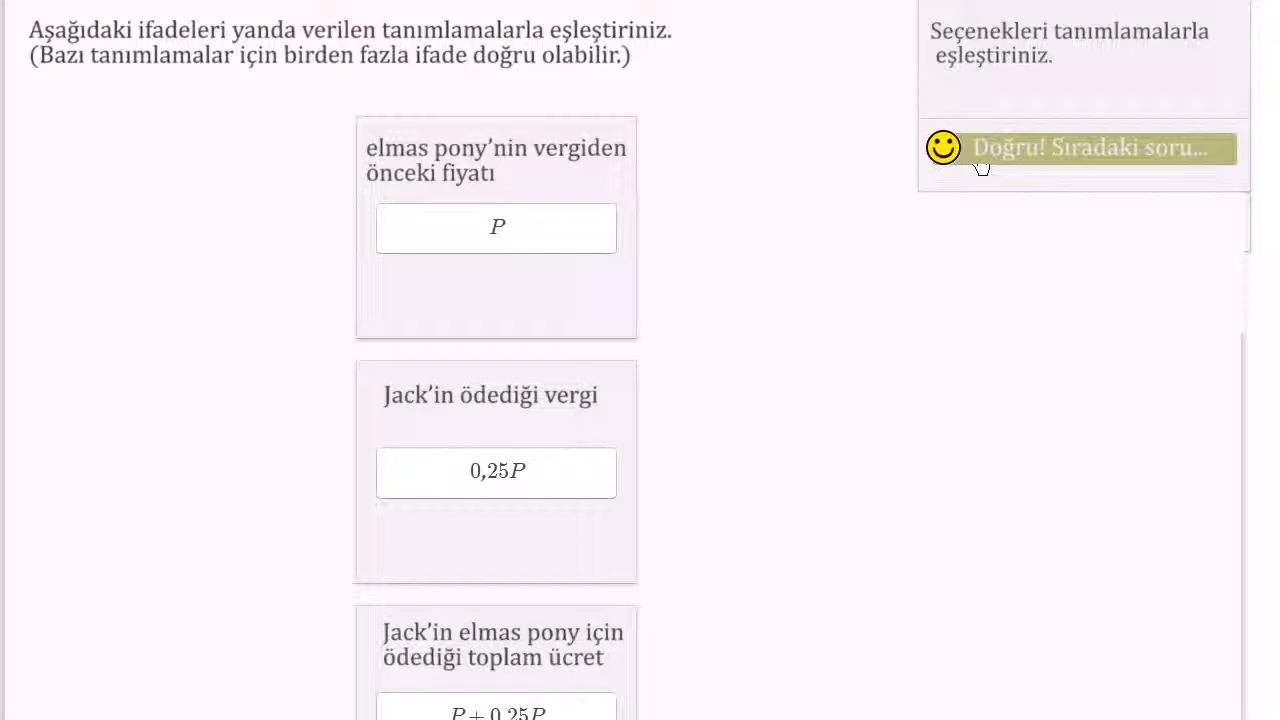 Aşağıdaki ifadeleri yanda verilen tanımlamalarla eşleştiriniz.
(Bazı tanımlamalar için birden fazla ifade doğru olabilir.)
Seçenekleri tanımlamalarla
eşleştiriniz.
Doğru! Sıradaki soru...
elmas pony’nin vergiden
önceki fiyatı
P
Jack’in ödediği vergi
0,25P
Jack’in elmas pony için
ödediği toplam ücret
P + 0,25P